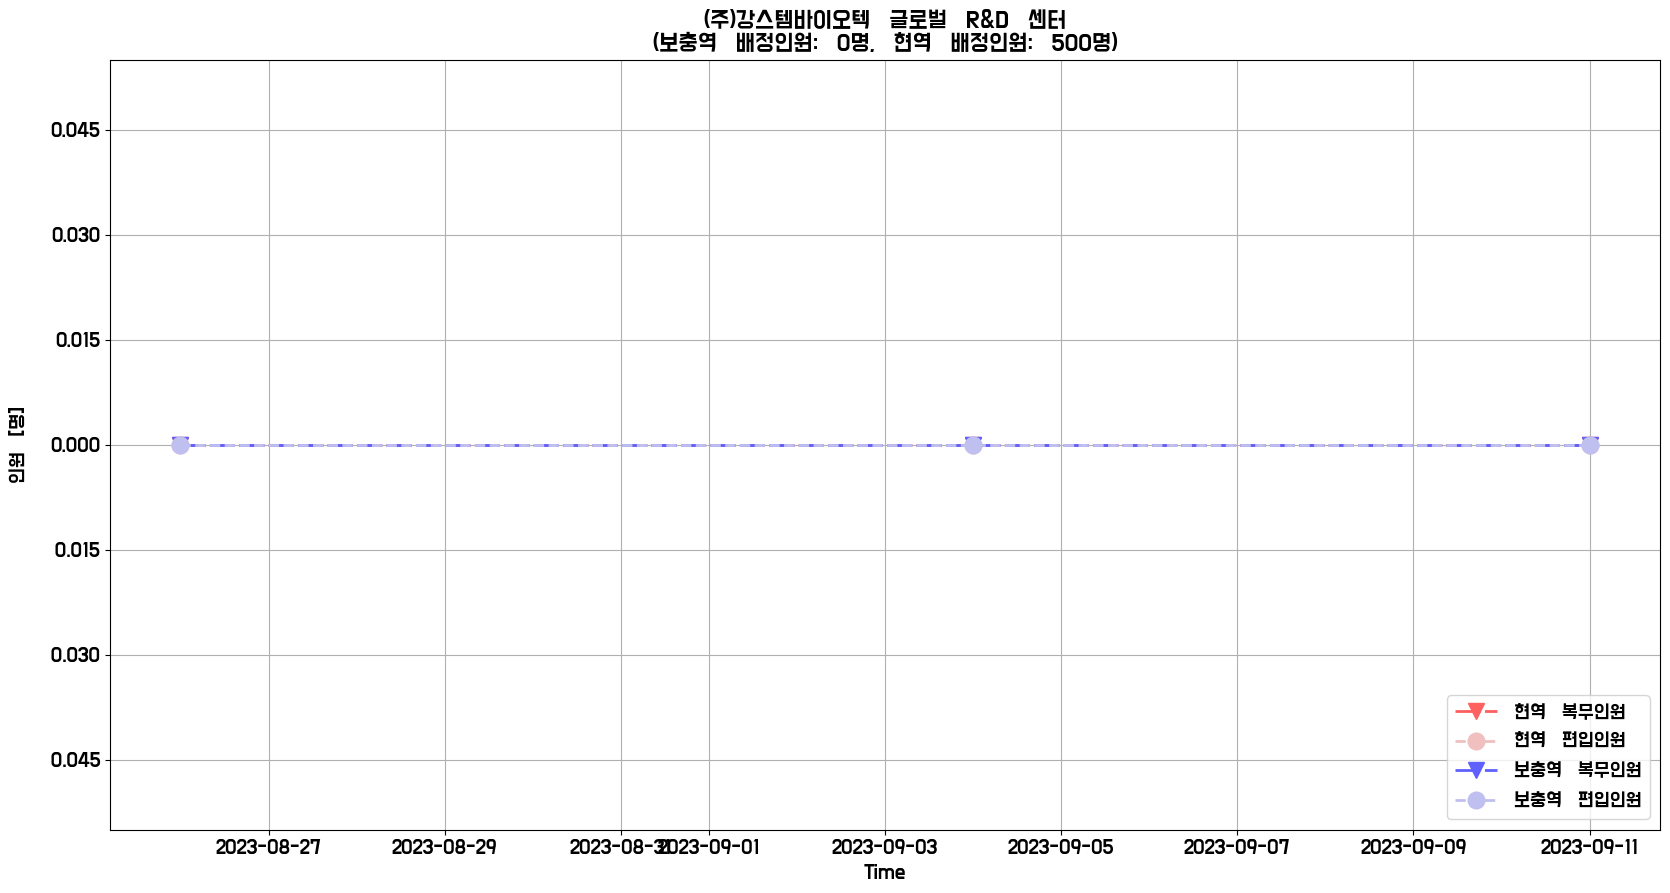 (주)강스템바이오텍 글로벌 R&D 센터
(보충역 배정인원: 0명, 현역 배정인원: 500명)
0.045
0.030
0.015
0.000
0.015
0.030
0.045
인원 [명]
2023-08-27
2023-08-29
2023-08-31
2023-09-01
2023-09-03
2023-09-05
2023-09-07
2023-09-09
2023-09-11
Time
현역 복무인원
현역 편입인원
보충역 복무인원
보충역 편입인원